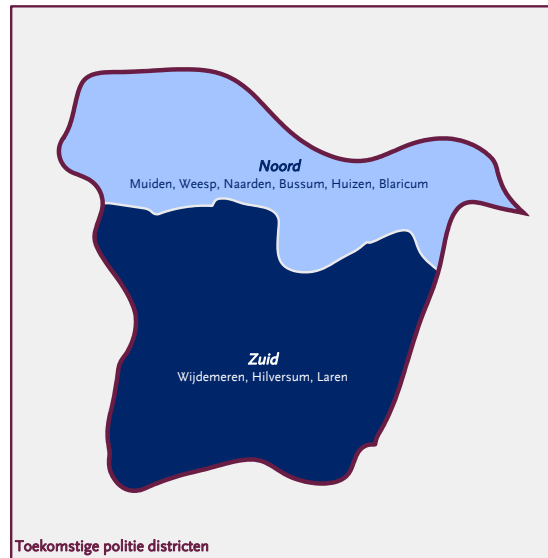 Noord
Muiden, Weesp, Naarden, Bussum, Huizen, Blaricum
Zuid
Wijdemeren, Hilversum, Laren
Toekomstige politie districten